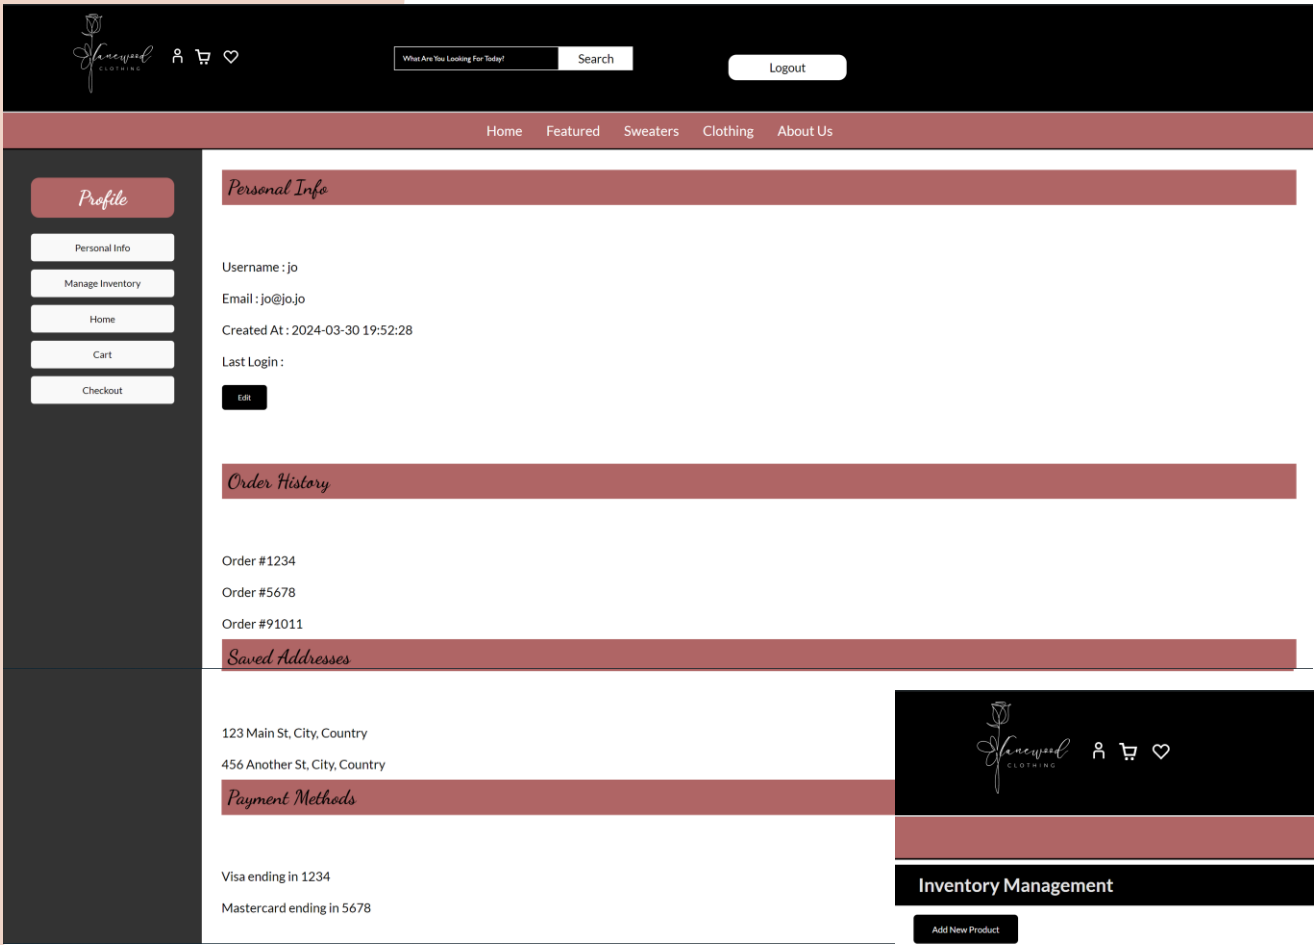 Lanewood
CLOTHING
What Are You Looking For Today?
Search
Logout
Home Featured Sweaters Clothing About Us
Profile
Personal Info
Manage Inventory
Home
Cart
Checkout
Personal Info
Username : jo
Email : jo@jo.jo
Created At : 2024-03-30 19:52:28
Last Login :
Edit
Order History
Order #1234
Order #5678
Order #91011
Saved Addresses
123 Main St, City, Country
456 Another St, City, Country
Payment Methods
Visa ending in 1234
Mastercard ending in 5678
Lanewood
CLOTHING
Inventory Management
Add New Product